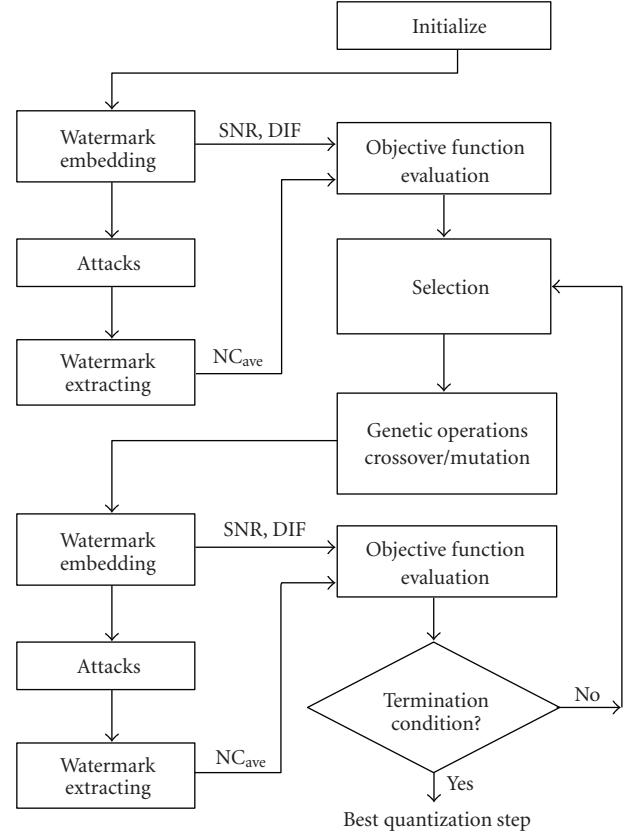 Initialize
Watermark
embedding
SNR, DIF
Objective function
evaluation
Attacks
Selection
Watermark
extracting
NCave
Genetic operations
crossover/mutation
Watermark
embedding
SNR, DIF
Objective function
evaluation
Attacks
Termination
condition?
No
Watermark
extracting
NCave
Yes
Best quantization step